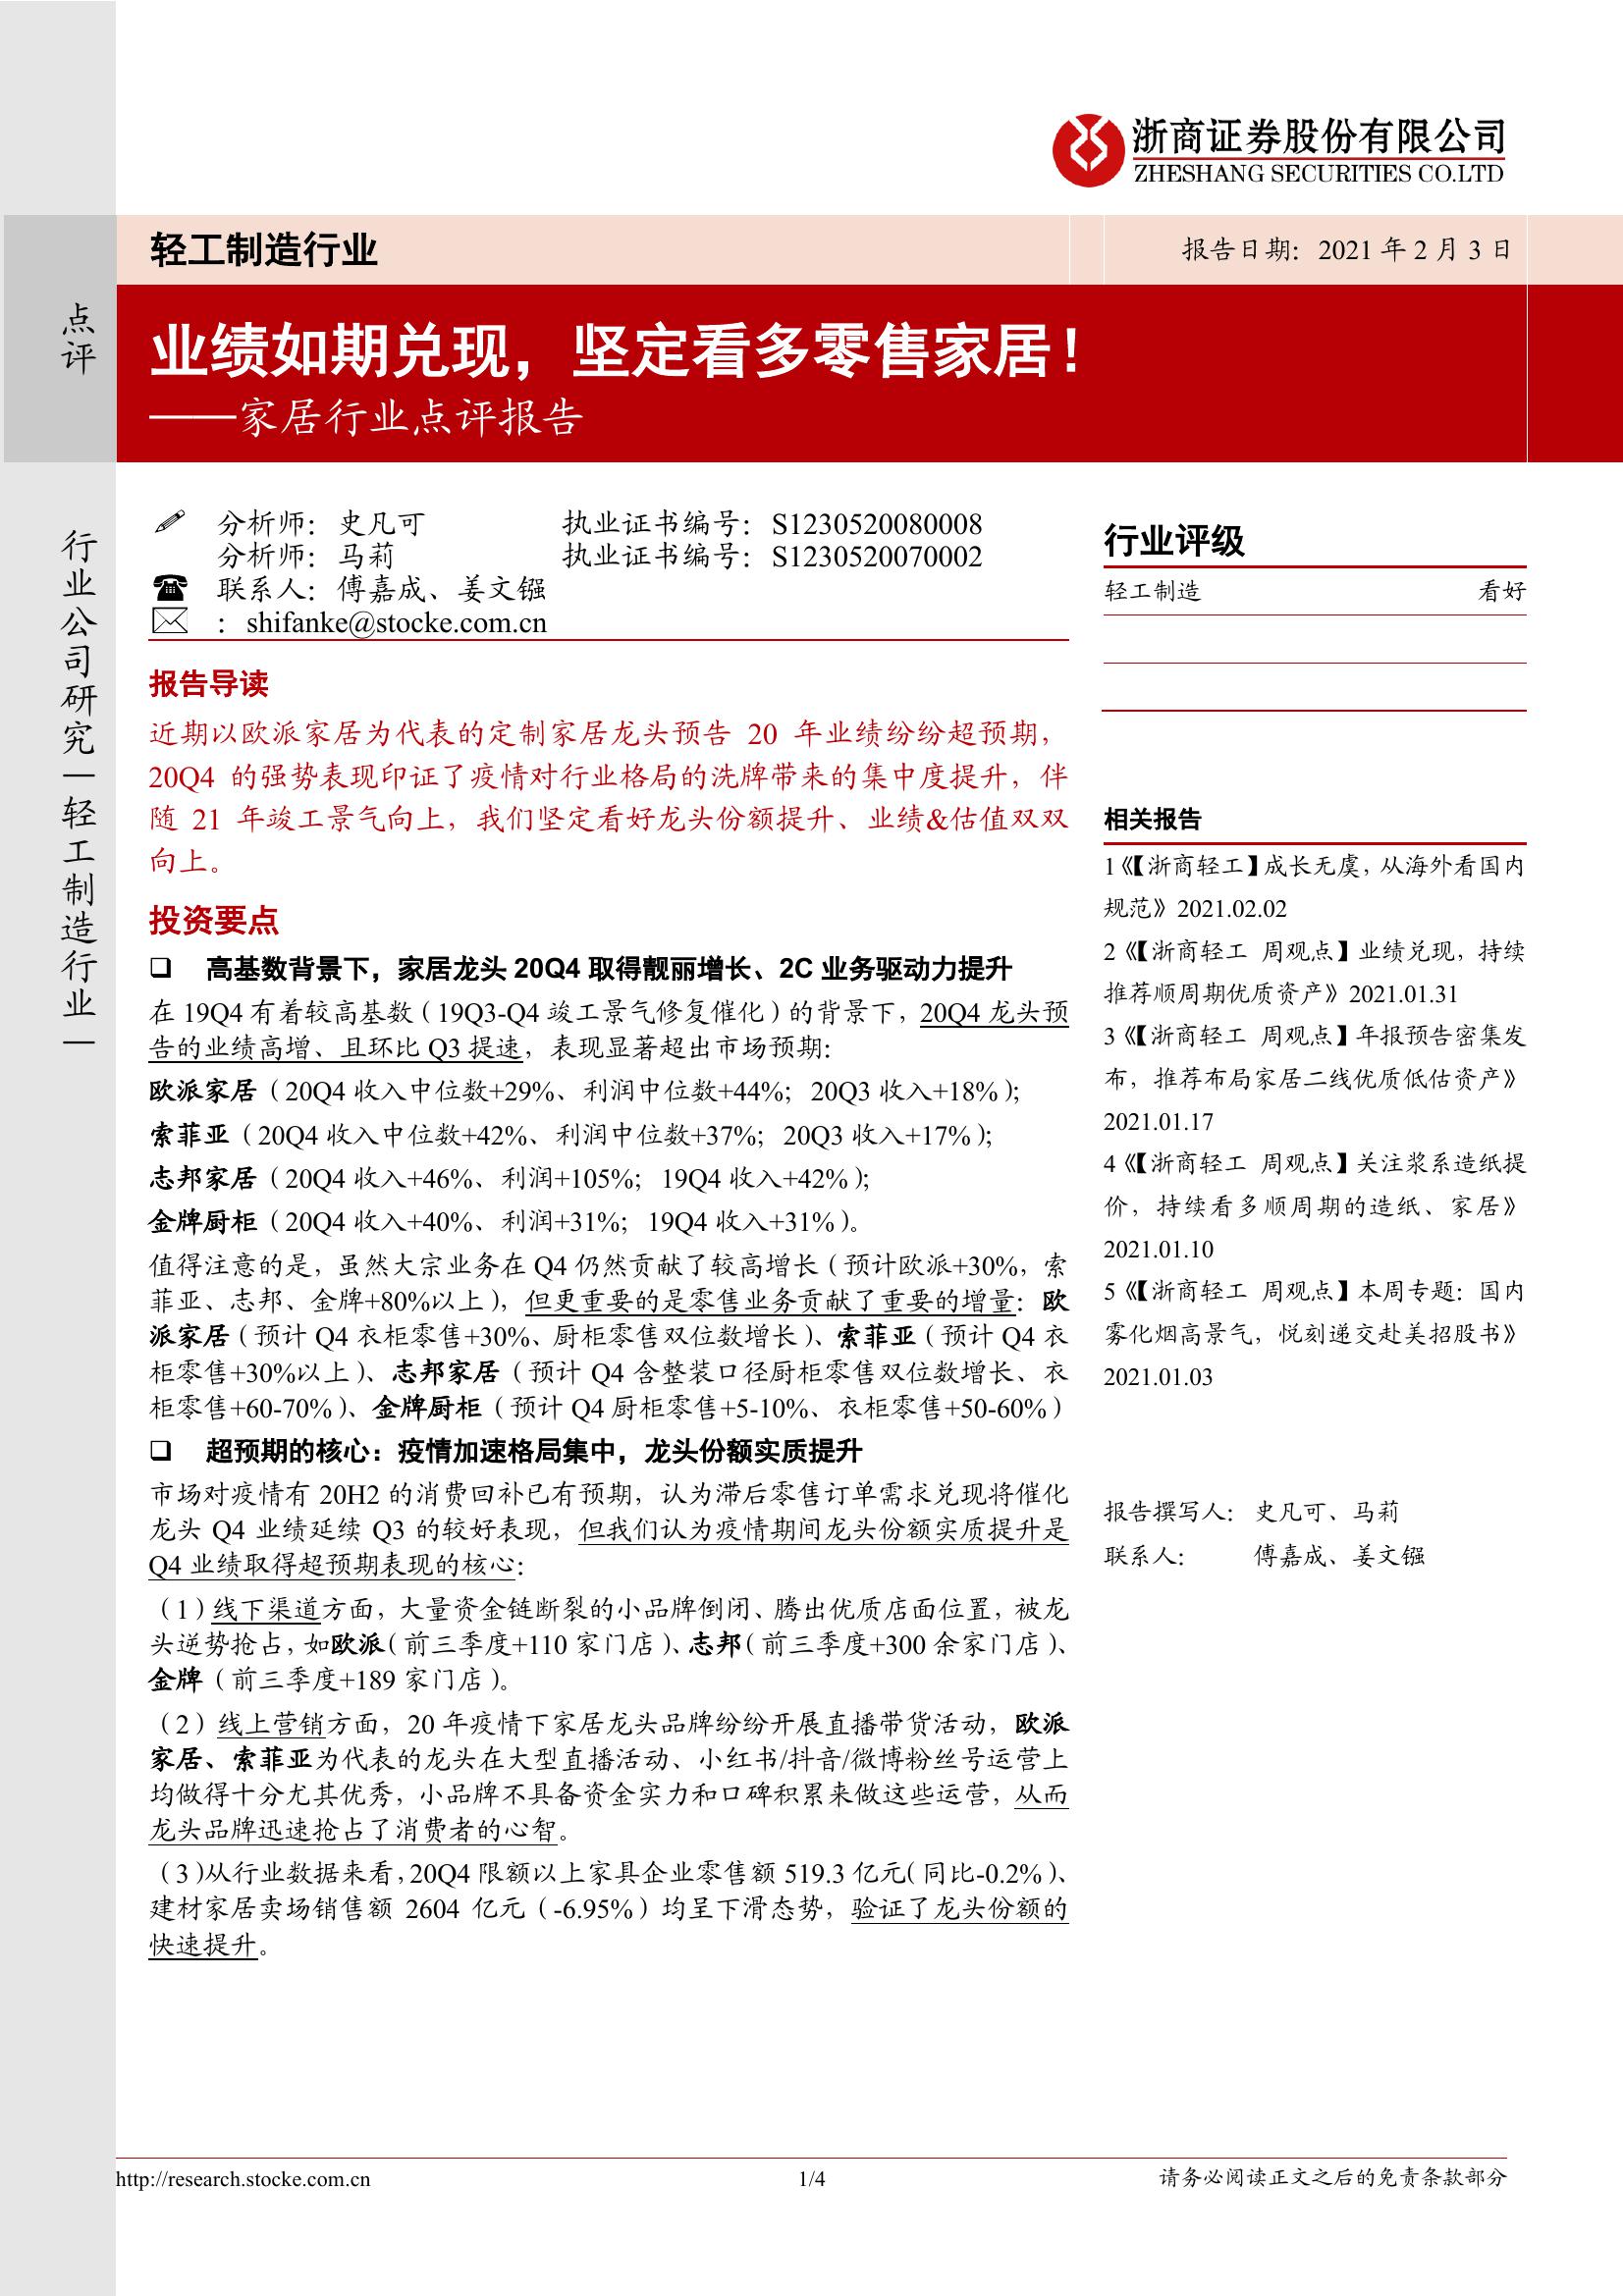 浙商证券股份有限公司
ZHESHANG SECURITIES CO.LTD
轻工制造行业
报告日期：2021 年 2 月 3 日
点评
业绩如期兑现，坚定看多零售家居！
——家居行业点评报告
行业公司研究｜轻工制造行业｜
分析师：史凡可 执业证书编号：S1230520080008
分析师：马莉 执业证书编号：S1230520070002
联系人：傅嘉成、姜文镪
：shifanke@stocke.com.cn
报告导读
近期以欧派家居为代表的定制家居龙头预告 20 年业绩纷纷超预期，
20Q4 的强势表现印证了疫情对行业格局的洗牌带来的集中度提升，伴
随 21 年竣工景气向上，我们坚定看好龙头份额提升、业绩&估值双双
向上。
投资要点
❑ 高基数背景下，家居龙头 20Q4 取得靓丽增长、2C 业务驱动力提升
在 19Q4 有着较高基数（19Q3-Q4 竣工景气修复催化）的背景下，20Q4 龙头预
告的业绩高增、且环比 Q3 提速，表现显著超出市场预期：
欧派家居（20Q4 收入中位数+29%、利润中位数+44%；20Q3 收入+18%）；
索菲亚（20Q4 收入中位数+42%、利润中位数+37%；20Q3 收入+17%）；
志邦家居（20Q4 收入+46%、利润+105%；19Q4 收入+42%）；
金牌厨柜（20Q4 收入+40%、利润+31%；19Q4 收入+31%）。
值得注意的是，虽然大宗业务在 Q4 仍然贡献了较高增长（预计欧派+30%，索
菲亚、志邦、金牌+80%以上），但更重要的是零售业务贡献了重要的增量：欧
派家居（预计 Q4 衣柜零售+30%、厨柜零售双位数增长）、索菲亚（预计 Q4 衣
柜零售+30%以上）、志邦家居（预计 Q4 含整装口径厨柜零售双位数增长、衣
柜零售+60-70%）、金牌厨柜（预计 Q4 厨柜零售+5-10%、衣柜零售+50-60%）
❑ 超预期的核心：疫情加速格局集中，龙头份额实质提升
市场对疫情有 20H2 的消费回补已有预期，认为滞后零售订单需求兑现将催化
龙头 Q4 业绩延续 Q3 的较好表现，但我们认为疫情期间龙头份额实质提升是
Q4 业绩取得超预期表现的核心：
（1）线下渠道方面，大量资金链断裂的小品牌倒闭、腾出优质店面位置，被龙
头逆势抢占，如欧派（前三季度+110 家门店）、志邦（前三季度+300 余家门店）、
金牌（前三季度+189 家门店）。
（2）线上营销方面，20 年疫情下家居龙头品牌纷纷开展直播带货活动，欧派
家居、索菲亚为代表的龙头在大型直播活动、小红书/抖音/微博粉丝号运营上
均做得十分尤其优秀，小品牌不具备资金实力和口碑积累来做这些运营，从而
龙头品牌迅速抢占了消费者的心智。
（3）从行业数据来看，20Q4 限额以上家具企业零售额 519.3 亿元（同比-0.2%）、
建材家居卖场销售额 2604 亿元（-6.95%）均呈下滑态势，验证了龙头份额的
快速提升。
行业评级
轻工制造 看好
相关报告
1《【浙商轻工】成长无虞，从海外看国内
规范》2021.02.02
2《【浙商轻工 周观点】业绩兑现，持续
推荐顺周期优质资产》2021.01.31
3《【浙商轻工 周观点】年报预告密集发
布，推荐布局家居二线优质低估资产》
2021.01.17
4《【浙商轻工 周观点】关注浆系造纸提
价，持续看多顺周期的造纸、家居》
2021.01.10
5《【浙商轻工 周观点】本周专题：国内
雾化烟高景气，悦刻递交赴美招股书》
2021.01.03
报告撰写人： 史凡可、马莉
联系人： 傅嘉成、姜文镪
http://research.stocke.com.cn 1/4 请务必阅读正文之后的免责条款部分